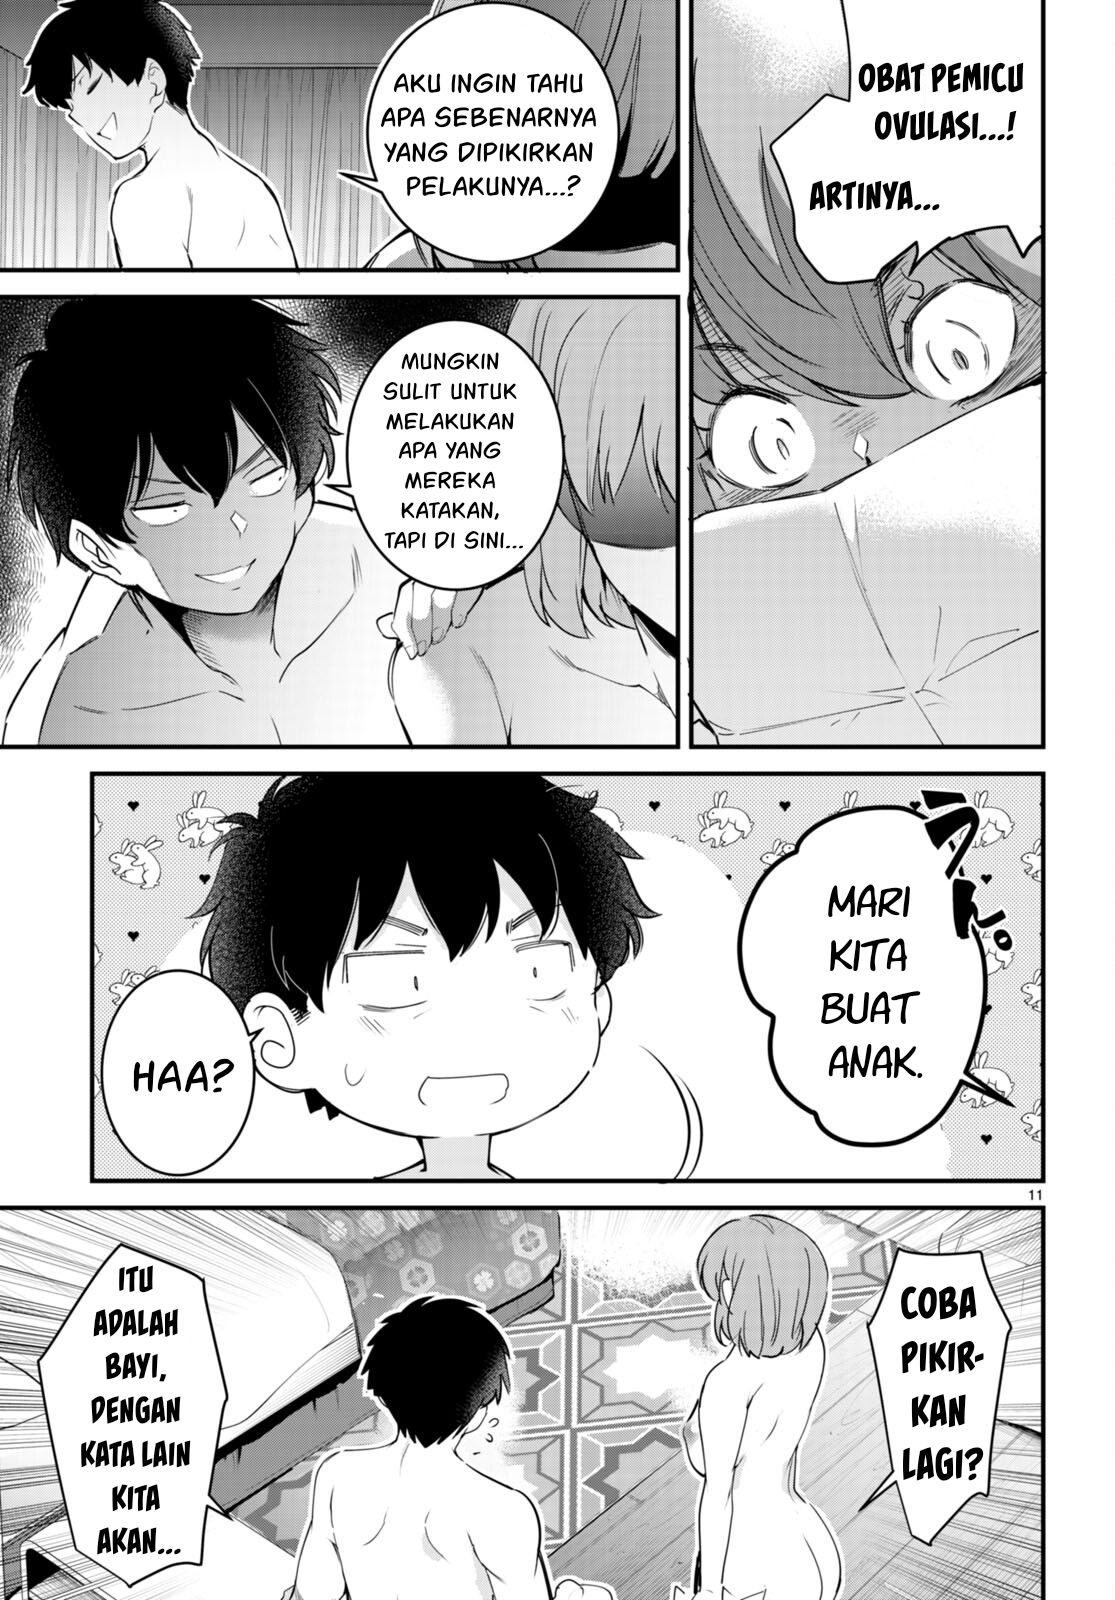 OBAT PEMICU
OVULASI...!
ARTINYA...
AKU INGIN TAHU
APA SEBENARNYA
YANG DIPIKIRKAN
PELAKUNYA...?
MUNGKIN
SULIT UNTUK
MELAKUKAN
APA YANG
MEREKA
KATAKAN,
TAPI DI SINI...
MARI
KITA
BUAT
ANAK.
HAA?
11
COBA
PIKIR-
KAN
LAGI?
ITU
ADALAH
BAYI,
DENGAN
KATA LAIN
KITA
AKAN...